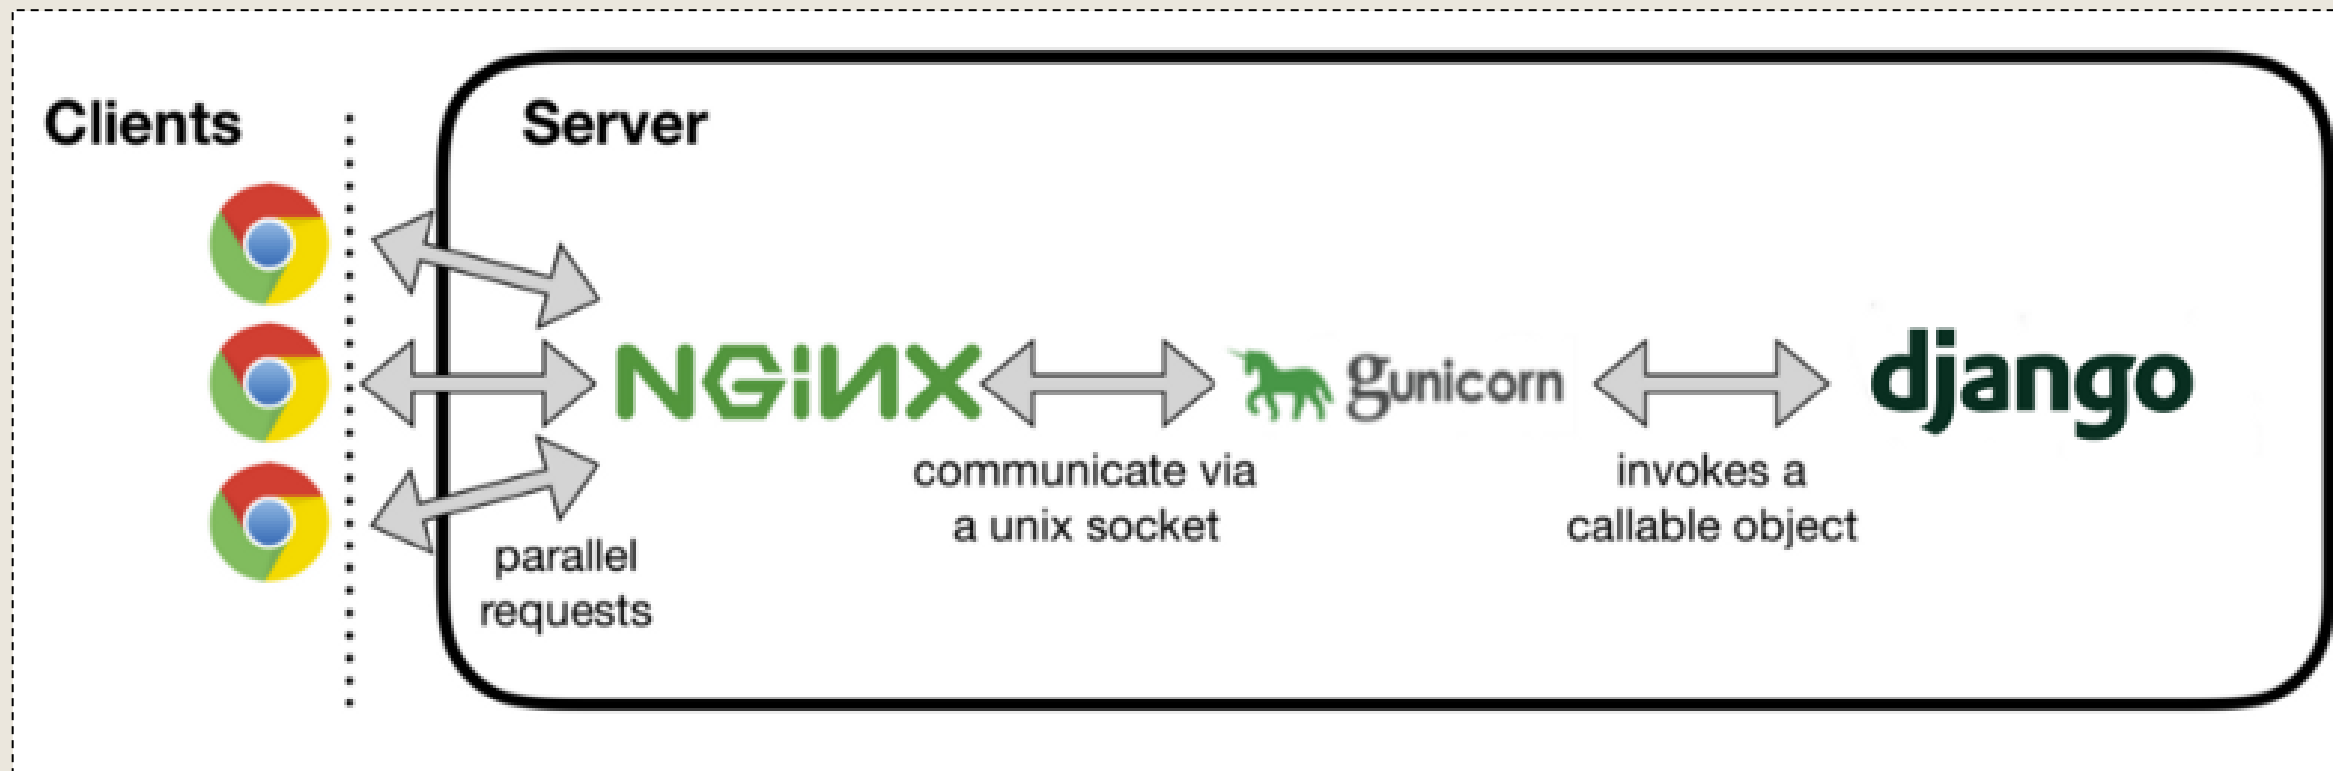 Clients
Server
NGINX
gunicorn
django
communicate via
a unix socket
invokes a
callable object
parallel
requests